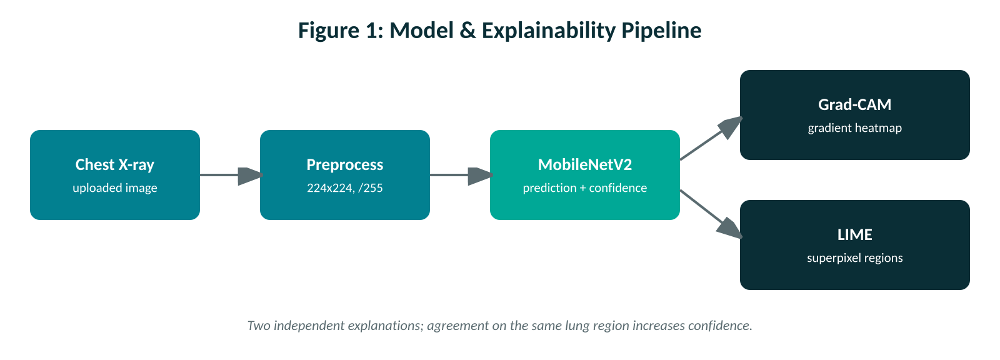 Figure 1: Model & Explainability Pipeline
Chest X-ray
uploaded image
Preprocess
224x224, /255
MobileNetV2
prediction + confidence
Grad-CAM
gradient heatmap
LIME
superpixel regions
Two independent explanations; agreement on the same lung region increases confidence.